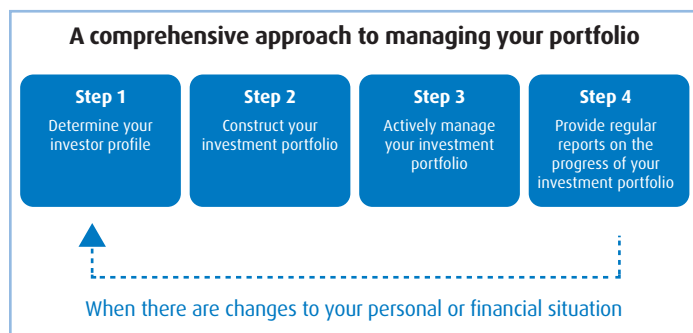 A comprehensive approach to managing your portfolio
Step 1
Determine your
investor profile
Step 2
Construct your
investment portfolio
Step 3
Actively manage
your investment
portfolio
Step 4
Provide regular
reports on the
progress of your
investment portfolio
When there are changes to your personal or financial situation